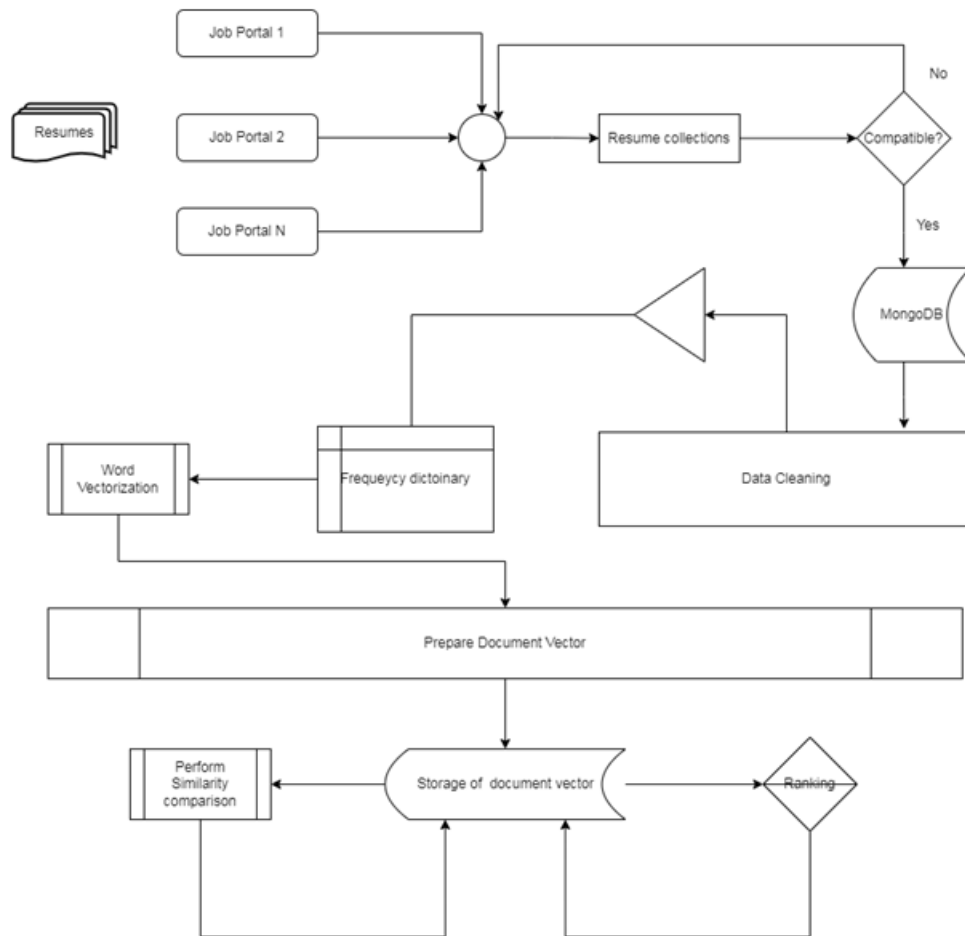 Job Portal 1
No
Resumes
Job Portal 2
Resume collections
Compatible?
Job Portal N
Yes
MongoDB
Word
Vectorization
Frequeycy dictoinary
Data Cleaning
Prepare Document Vector
Perform
Similarity
comparison
Storage of document vector
Ranking